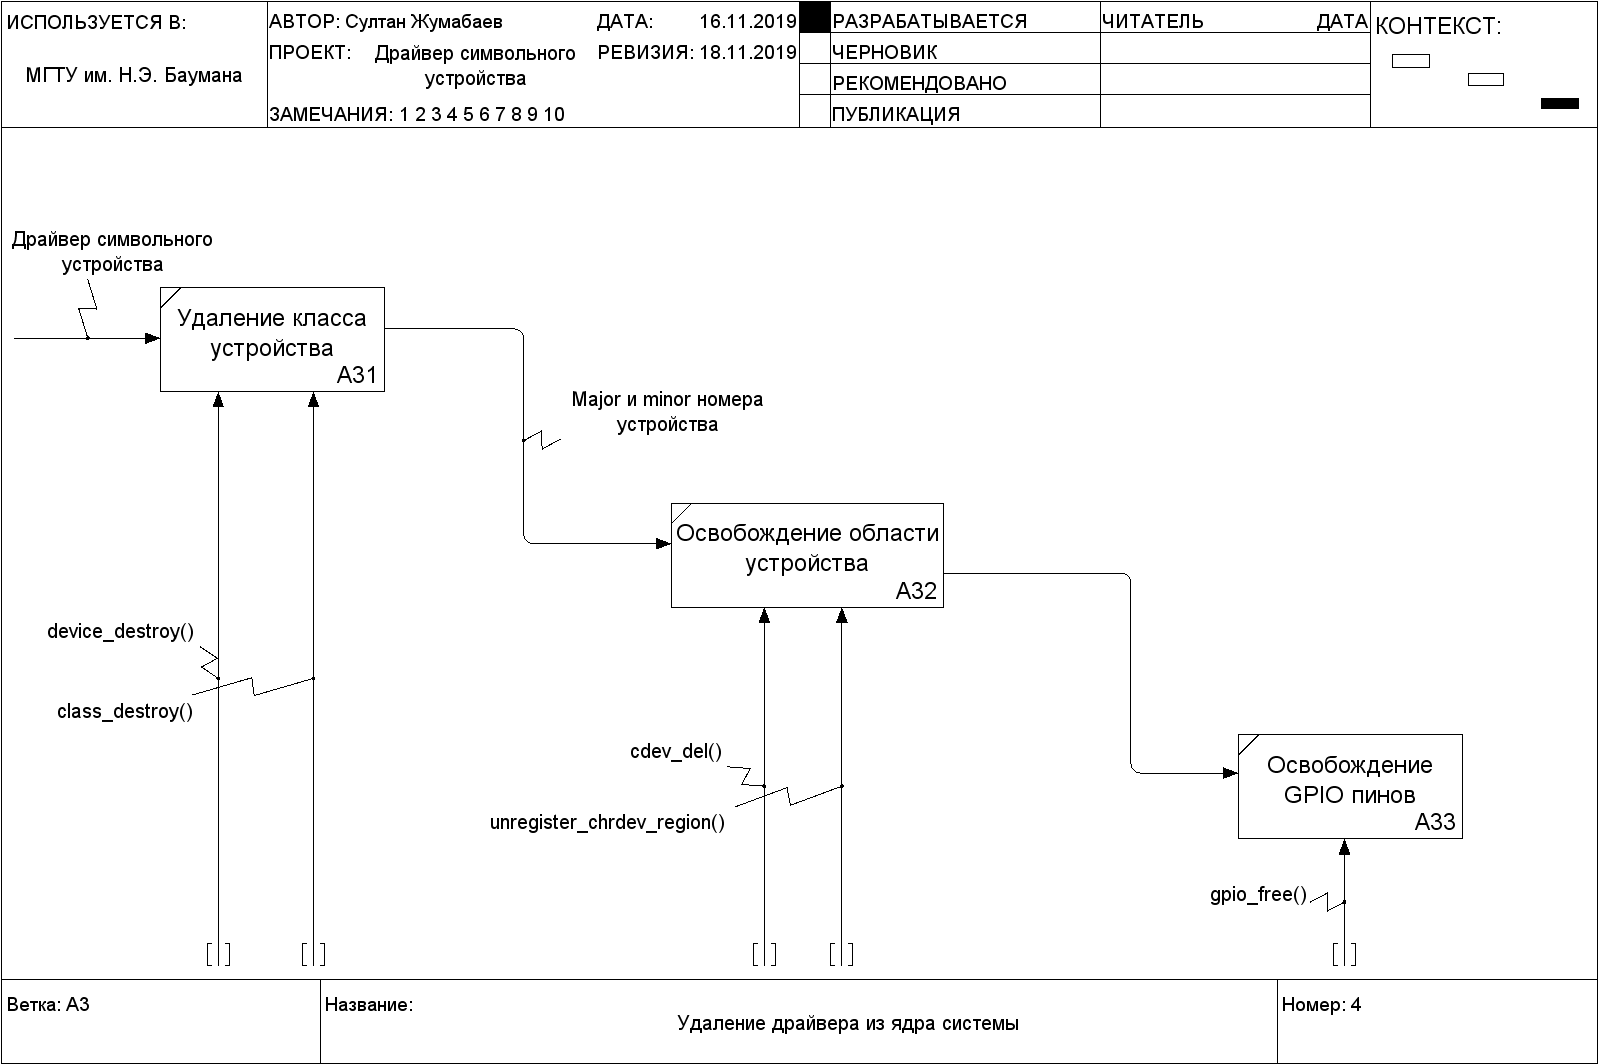 ИСПОЛЬЗУЕТСЯ В:
МГТУ им. Н.Э. Баумана
АВТОР: Султан Жумабаев
ДАТА: 16.11.2019
ПРОЕКТ: Драйвер символьного
устройства
РЕВИЗИЯ: 18.11.2019
ЗАМЕЧАНИЯ: 1 2 3 4 5 6 7 8 9 10
РАЗРАБАТЫВАЕТСЯ
ЧЕРНОВИК
РЕКОМЕНДОВАНО
ПУБЛИКАЦИЯ
ЧИТАТЕЛЬ
ДАТА
КОНТЕКСТ:
Драйвер символьного
устройства
Удаление класса
устройства
A31
Major и minor номера
устройства
Освобождение области
устройства
A32
device_destroy()
class_destroy()
cdev_del()
unregister_chrdev_region()
Освобождение
GPIO пинов
A33
gpio_free()
Ветка: A3
Название:
Удаление драйвера из ядра системы
Номер: 4